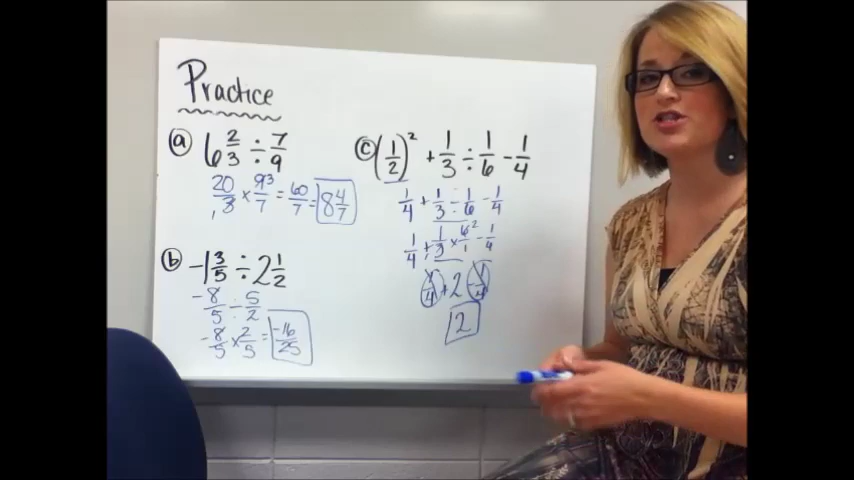 Practice
ⓐ 6 2/3 ÷ 7/9
20/3 × 9 3/7 = 60/7 = 8 4/7
1
ⓑ -1 3/5 ÷ 2 1/2
-8/5 ÷ 5/2
-8/5 × 2/5 = -16/25
ⓒ (1/2)² + 1/3 ÷ 1/6 - 1/4
1/4 + 1/3 ÷ 1/6 - 1/4
1/4 + 1/3 × 6 2/1 - 1/4
1/4 + 2 - 1/4
2